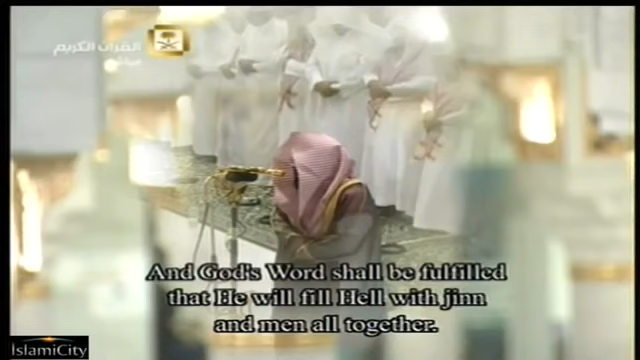 القرآن الكريم
مباشر
And God's Word shall be fulfilled
that He will fill Hell with jinn
and men all together.
IslamiCity